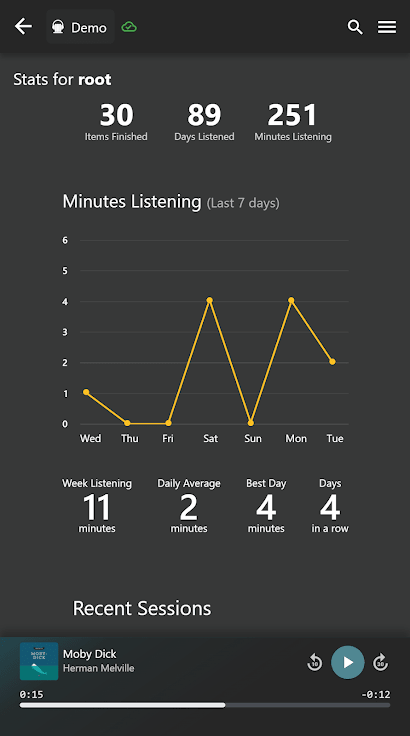 Demo
Stats for root
30 89 251
Items Finished Days Listened Minutes Listening
Minutes Listening (Last 7 days)
6
5
4
3
2
1
0
Wed Thu Fri Sat Sun Mon Tue
Week Listening Daily Average Best Day Days
11 2 4 4
minutes minutes minutes in a row
Recent Sessions
MOBY-
DICK
Moby Dick
Herman Melville
10 10
0:15 -0:12